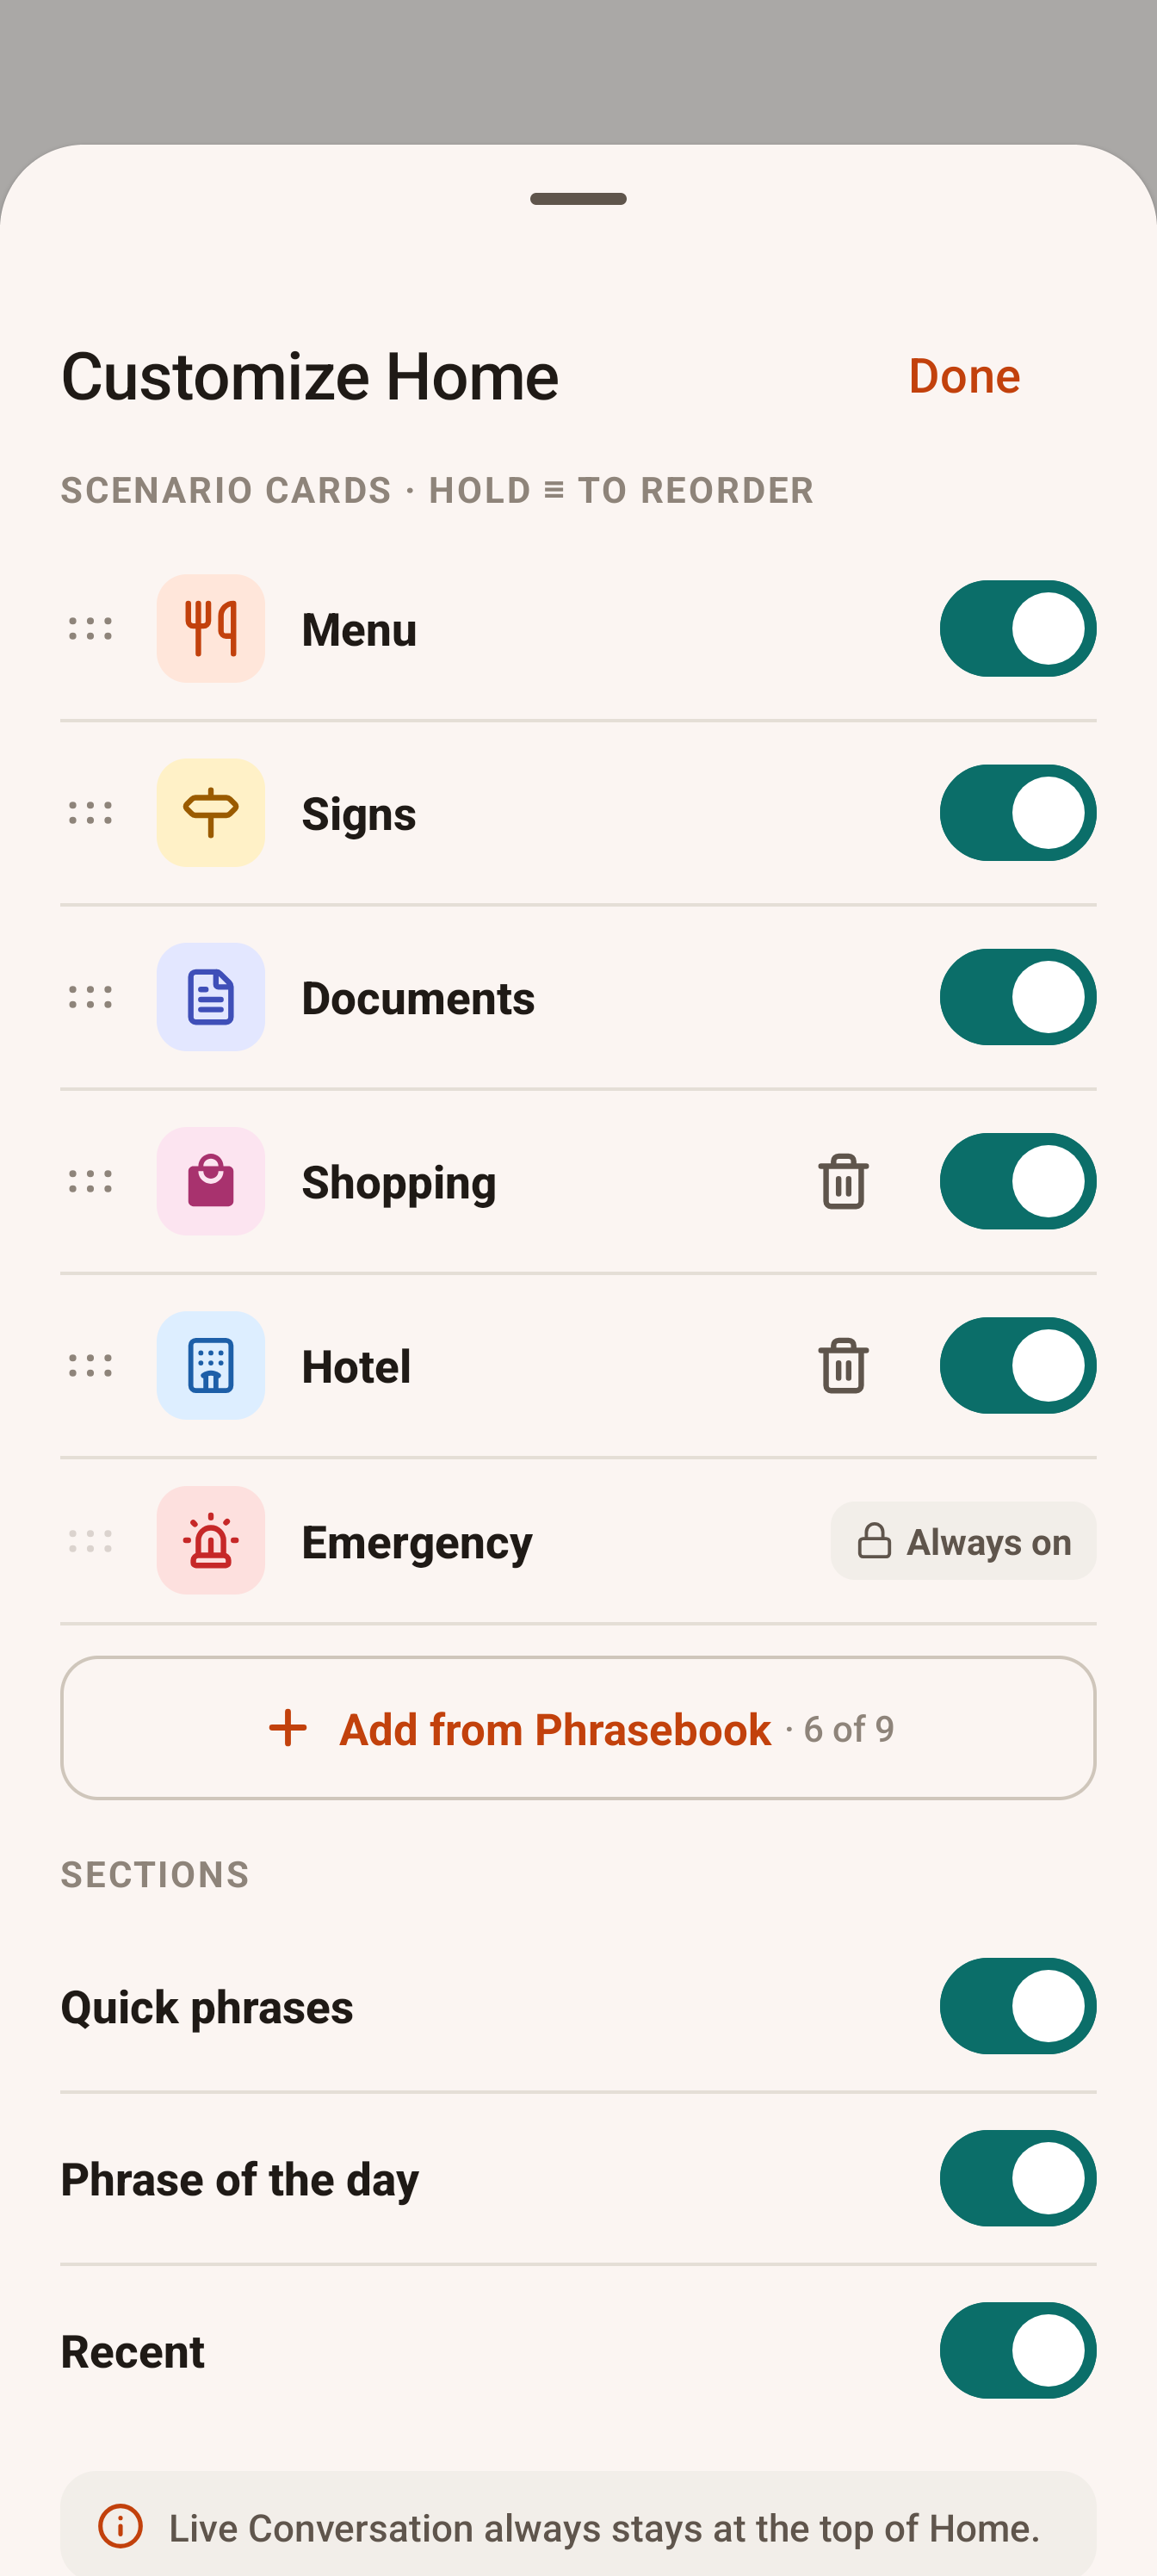 Customize Home
Done
SCENARIO CARDS · HOLD ≡ TO REORDER
Menu
Signs
Documents
Shopping
Hotel
Emergency
Always on
Add from Phrasebook · 6 of 9
SECTIONS
Quick phrases
Phrase of the day
Recent
Live Conversation always stays at the top of Home.